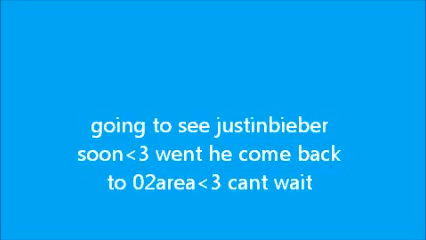 going to see justinbieber
soon<3 went he come back
to 02area<3 cant wait